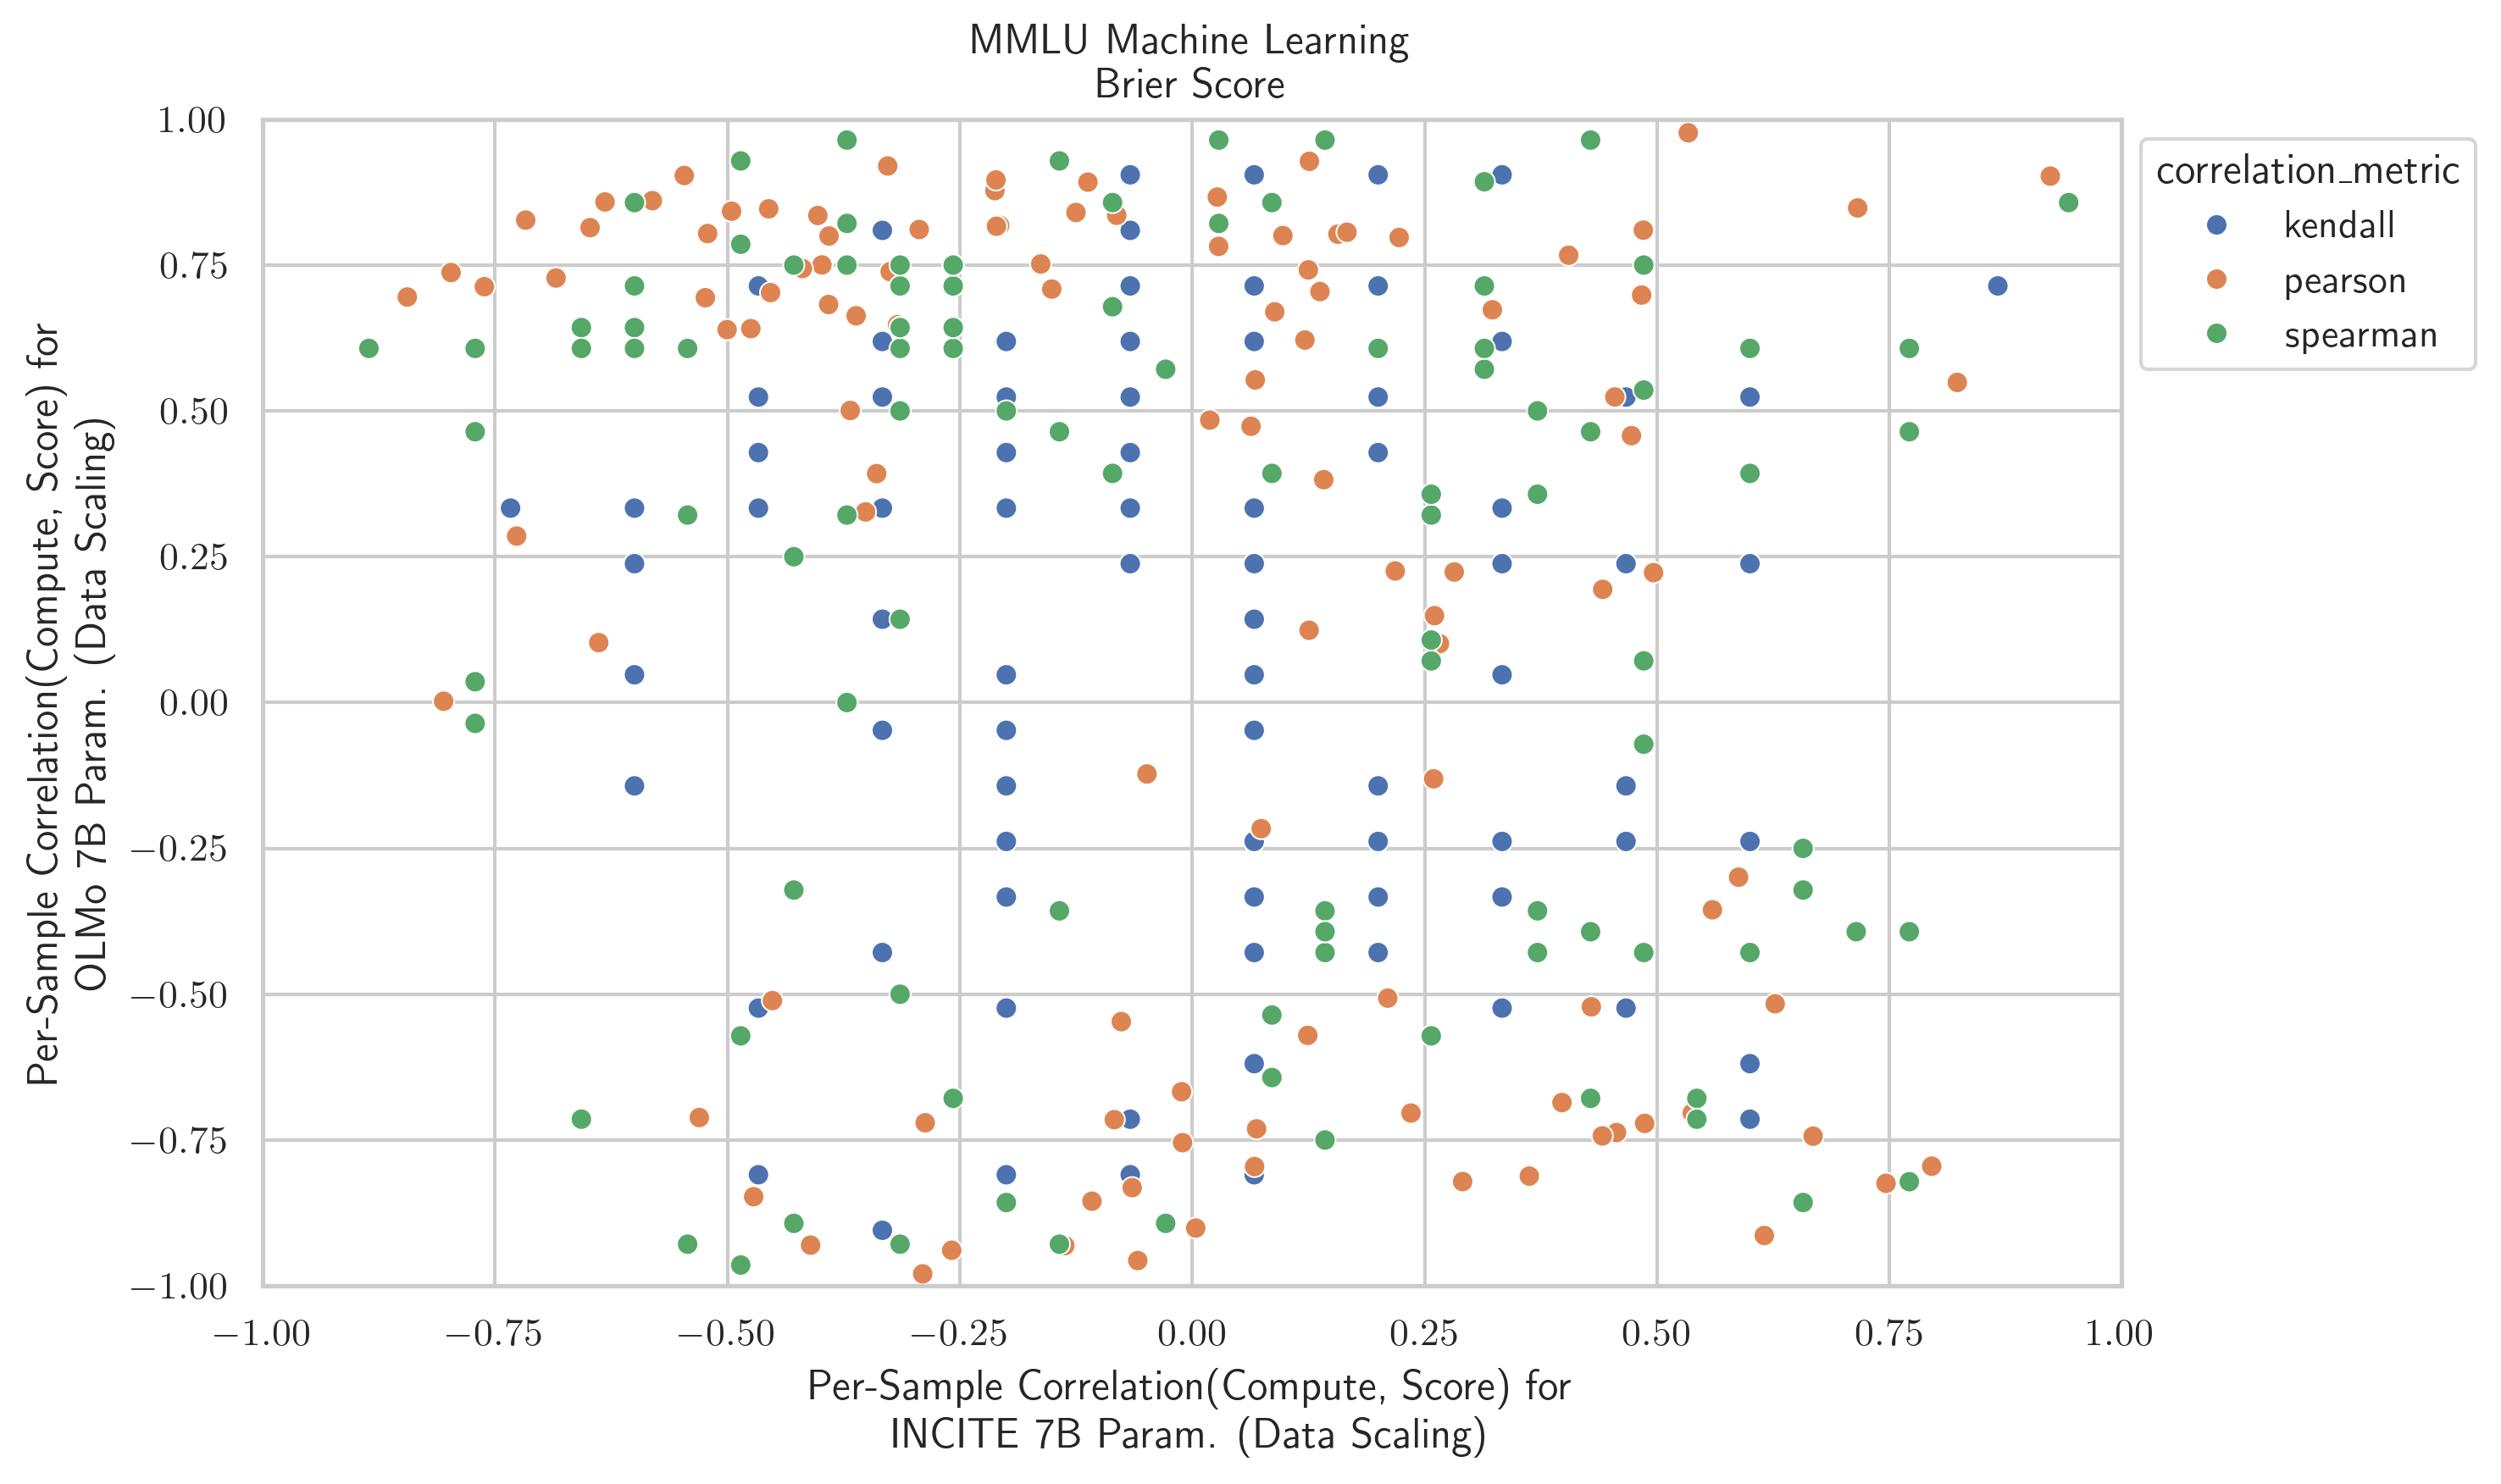 MMLU Machine Learning
Brier Score
Per-Sample Correlation(Compute, Score) for
OLMo 7B Param. (Data Scaling)
1.00
0.75
0.50
0.25
0.00
−0.25
−0.50
−0.75
−1.00
−1.00 −0.75 −0.50 −0.25 0.00 0.25 0.50 0.75 1.00
Per-Sample Correlation(Compute, Score) for
INCITE 7B Param. (Data Scaling)
correlation_metric
kendall
pearson
spearman